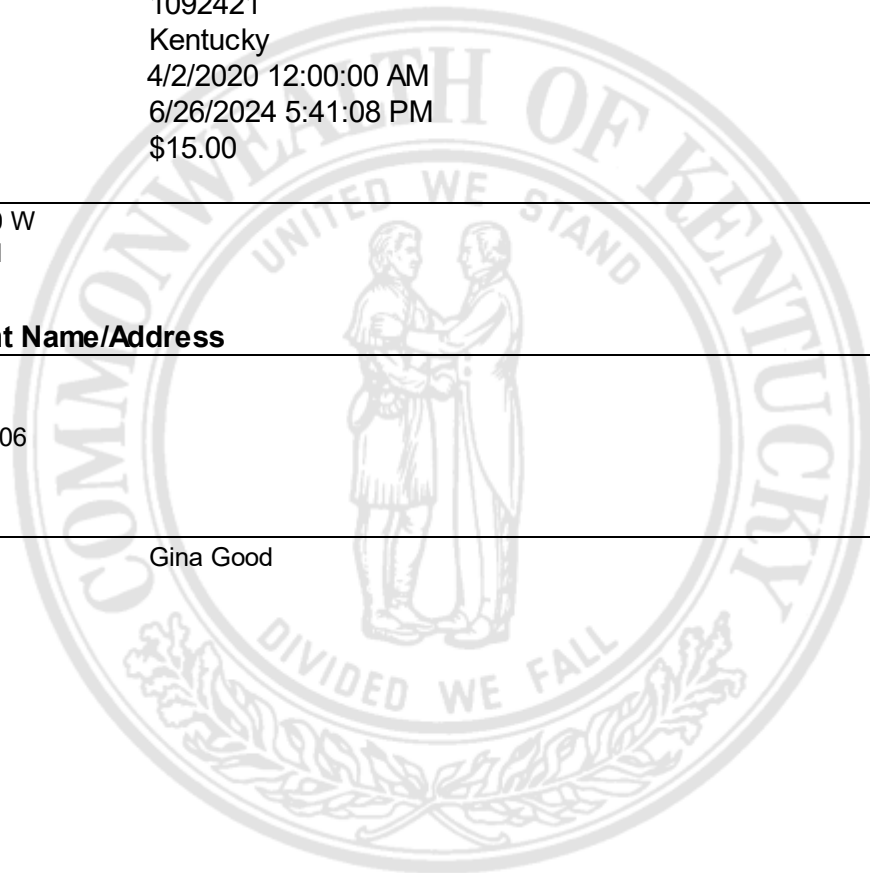 1092421
Kentucky
4/2/2020 12:00:00 AM
6/26/2024 5:41:08 PM
$15.00
W
Name/Address
06
Gina Good
COMMONWEALTH OF KENTUCKY
UNITED WE STAND
DIVIDED WE FALL